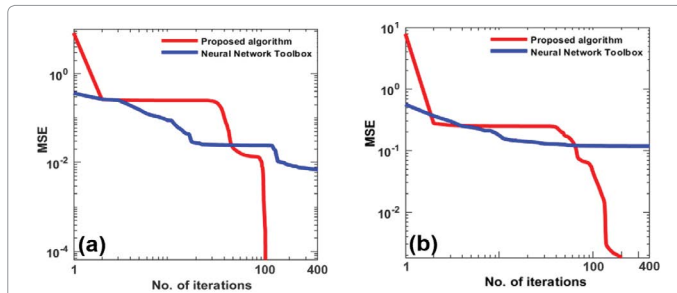 Proposed algorithm
Neural Network Toolbox
MSE
10^0
10^-2
10^-4
(a)
1
100
400
No. of iterations
Proposed algorithm
Neural Network Toolbox
MSE
10^1
10^0
10^-1
10^-2
(b)
1
100
400
No. of iterations